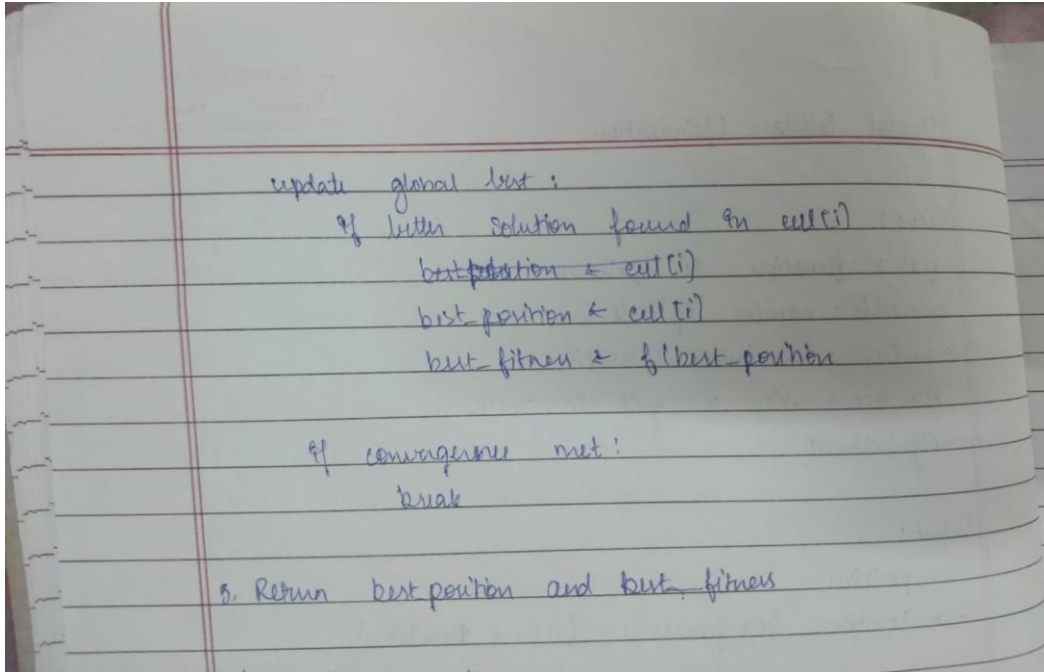 update global best :
If better solution found in cell[i]
best position ← cell[i]
best_position ← cell[i]
best_fitness ← f(best_position
If convergence met :
break
3. Return best position and best_fitness